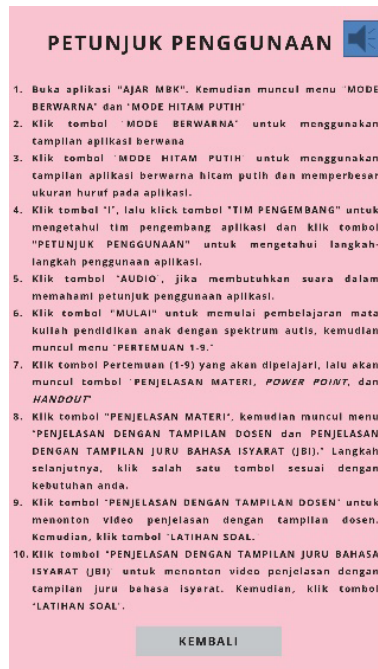 PETUNJUK PENGGUNAAN
1. Buka aplikasi "AJAR MBK". Kemudian muncul menu "MODE
BERWARNA" dan "MODE HITAM PUTIH"
2. Klik tombol "MODE BERWARNA" untuk menggunakan
tampilan aplikasi berwana
3. Klik tombol "MODE HITAM PUTIH" untuk menggunakan
tampilan aplikasi berwarna hitam putih dan memperbesar
ukuran huruf pada aplikasi.
4. Klik tombol "I", lalu klick tombol "TIM PENGEMBANG" untuk
mengetahui tim pengembang aplikasi dan klik tombol
"PETUNJUK PENGGUNAAN" untuk mengetahui langkah-
langkah penggunaan aplikasi.
5. Klik tombol "AUDIO", jika membutuhkan suara dalam
memahami petunjuk penggunaan aplikasi.
6. Klik tombol "MULAI" untuk memulai pembelajaran mata
kuliah pendidikan anak dengan spektrum autis, kemudian
muncul menu "PERTEMUAN 1-9."
7. Klik tombol Pertemuan (1-9) yang akan dipelajari, lalu akan
muncul tombol "PENJELASAN MATERI, POWER POINT, dan
HANDOUT"
8. Klik tombol "PENJELASAN MATERI", kemudian muncul menu
"PENJELASAN DENGAN TAMPILAN DOSEN dan PENJELASAN
DENGAN TAMPILAN JURU BAHASA ISYARAT (JBI)." Langkah
selanjutnya, klik salah satu tombol sesuai dengan
kebutuhan anda.
9. Klik tombol "PENJELASAN DENGAN TAMPILAN DOSEN" untuk
menonton video penjelasan dengan tampilan dosen.
Kemudian, klik tombol "LATIHAN SOAL."
10. Klik tombol "PENJELASAN DENGAN TAMPILAN JURU BAHASA
ISYARAT (JBI)" untuk menonton video penjelasan dengan
tampilan juru bahasa isyarat. Kemudian, klik tombol
"LATIHAN SOAL".
KEMBALI